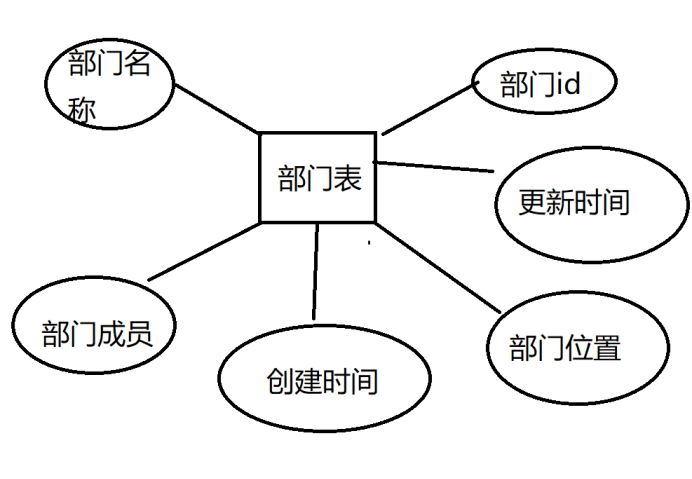 部门名
称
部门id
部门表
更新时间
部门成员
创建时间
部门位置